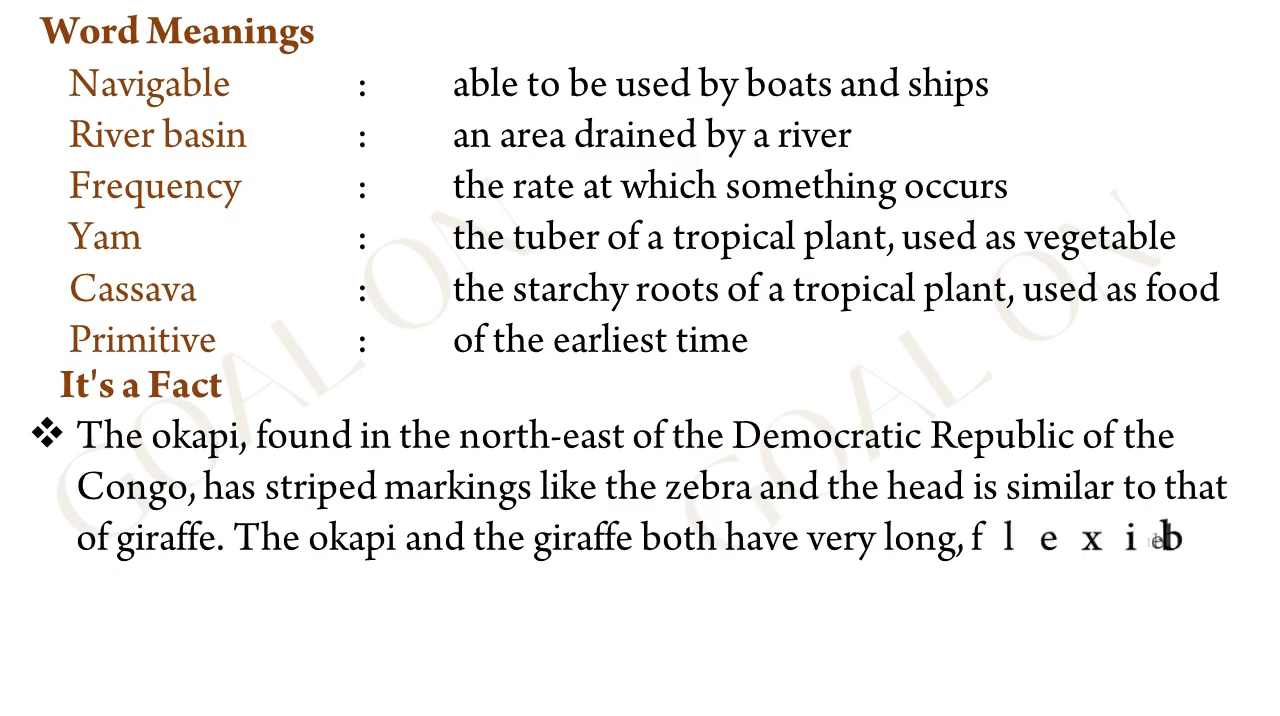 Word Meanings
Navigable : able to be used by boats and ships
River basin : an area drained by a river
Frequency : the rate at which something occurs
Yam : the tuber of a tropical plant, used as vegetable
Cassava : the starchy roots of a tropical plant, used as food
Primitive : of the earliest time
It's a Fact
❖ The okapi, found in the north-east of the Democratic Republic of the
Congo, has striped markings like the zebra and the head is similar to that
of giraffe. The okapi and the giraffe both have very long,
GOAL ON GOAL ON